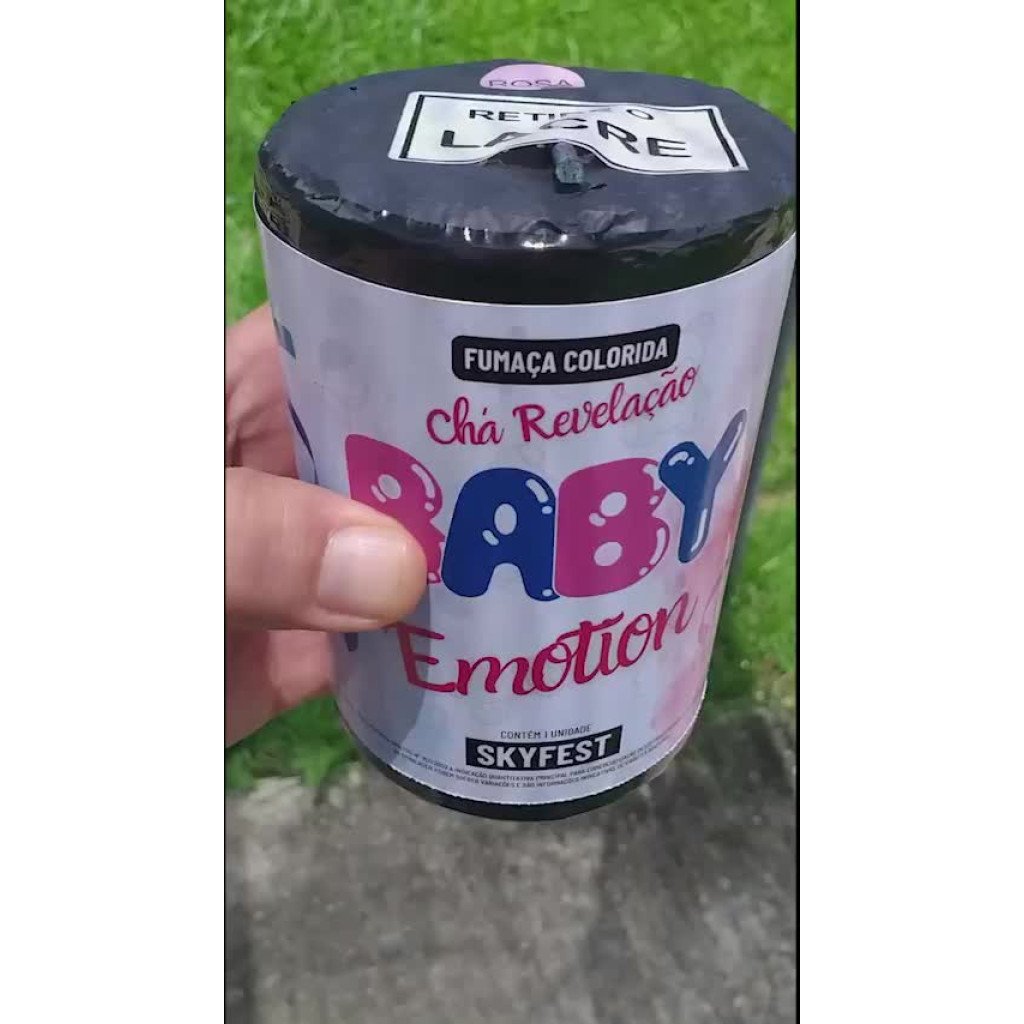 ROSA
RETIRE O
LACRE
FUMAÇA COLORIDA
Chá Revelação
BABY
Emotion
CONTÉM 1 UNIDADE
SKYFEST